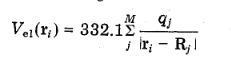 V_el(r_i) = 332.1 Σ_j^M q_j / |r_i − R_j|